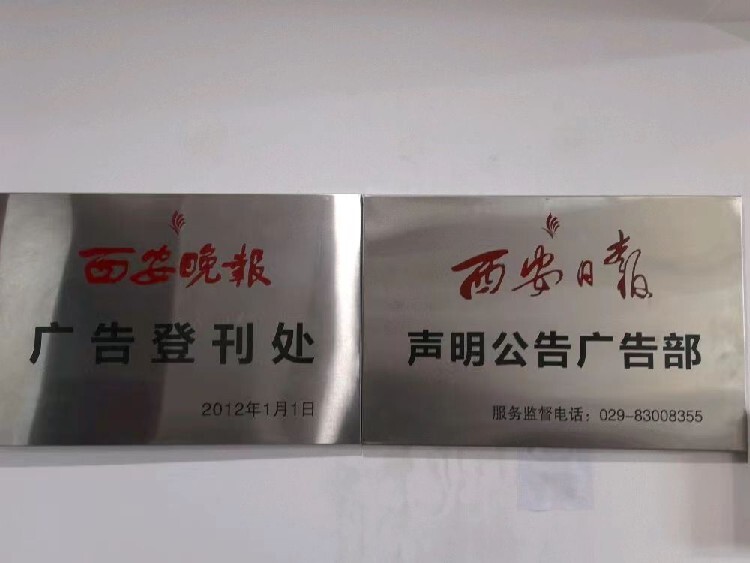 西安晚报
广告登刊处
2012年1月1日
西安日报
声明公告广告部
服务监督电话：029-83008355